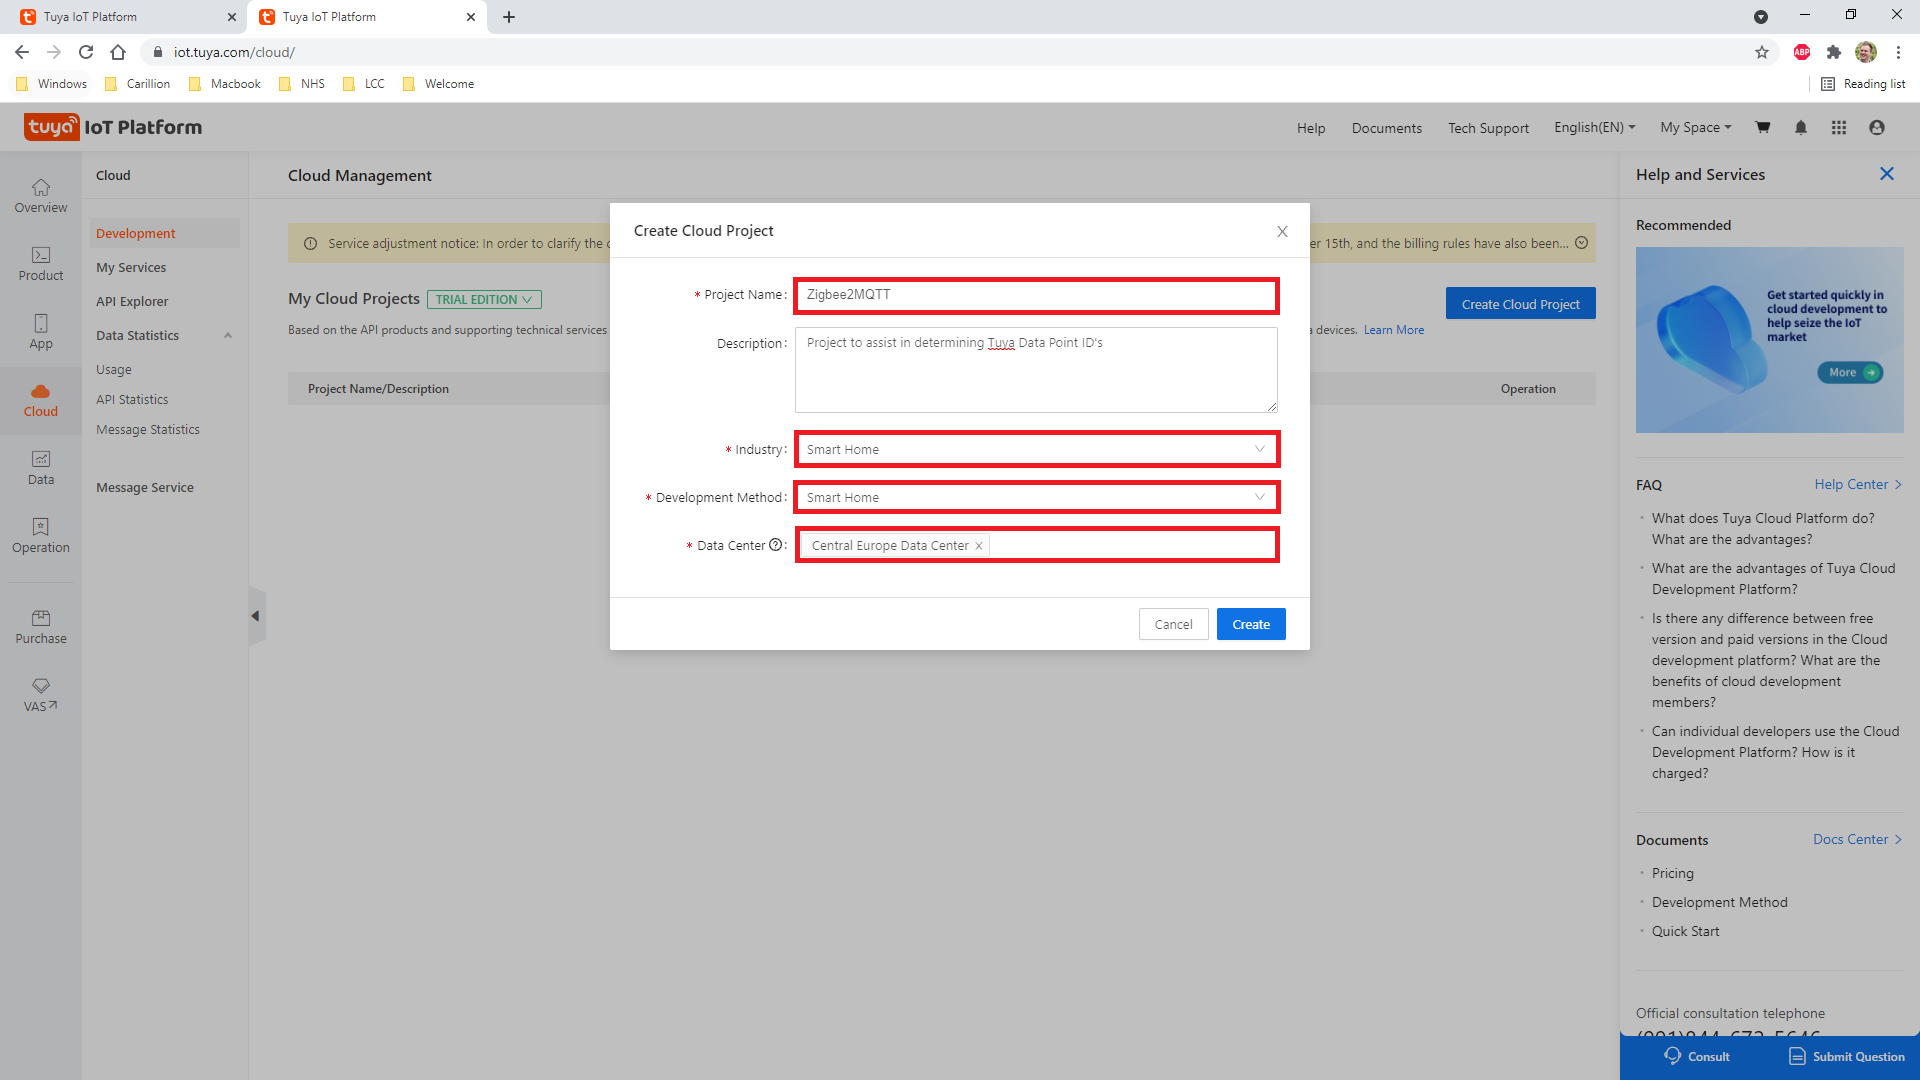 Tuya IoT Platform
Tuya IoT Platform
iot.tuya.com/cloud/
ABP
Windows
Carillion
Macbook
NHS
LCC
Welcome
Reading list
tuya IoT Platform
Help
Documents
Tech Support
English(EN)
My Space
Overview
Product
App
Cloud
Data
Operation
Purchase
VAS
Cloud
Development
My Services
API Explorer
Data Statistics
Usage
API Statistics
Message Statistics
Message Service
Cloud Management
Service adjustment notice: In order to clarify the
er 15th, and the billing rules have also been...
My Cloud Projects
TRIAL EDITION
Create Cloud Project
Based on the API products and supporting technical services
devices. Learn More
Project Name/Description
Operation
Create Cloud Project
* Project Name:
Zigbee2MQTT
Description:
Project to assist in determining Tuya Data Point ID's
* Industry:
Smart Home
* Development Method:
Smart Home
* Data Center
:
Central Europe Data Center
Cancel
Create
Help and Services
Recommended
Get started quickly in
cloud development to
help seize the IoT
market
More
FAQ
Help Center
What does Tuya Cloud Platform do?
What are the advantages?
What are the advantages of Tuya Cloud
Development Platform?
Is there any difference between free
version and paid versions in the Cloud
development platform? What are the
benefits of cloud development
members?
Can individual developers use the Cloud
Development Platform? How is it
charged?
Documents
Docs Center
Pricing
Development Method
Quick Start
Official consultation telephone
Consult
Submit Question